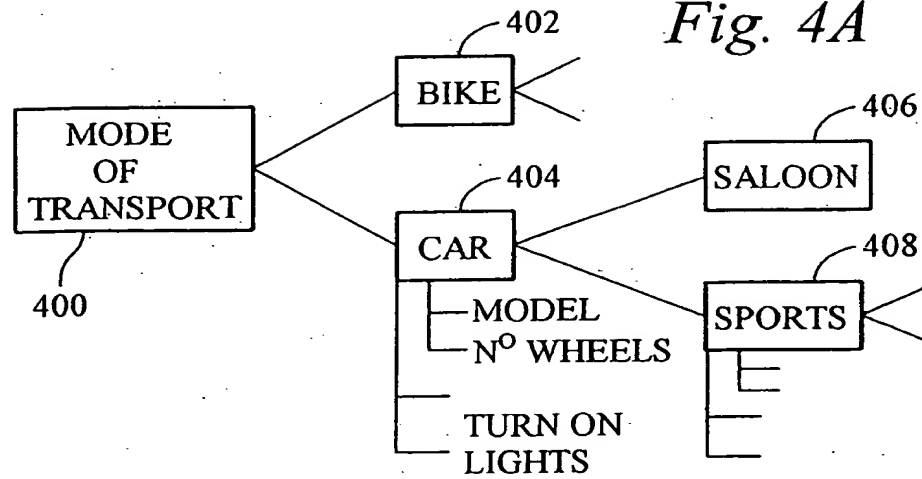 Fig. 4A
402
BIKE
MODE
OF
TRANSPORT
400
406
SALOON
404
CAR
408
SPORTS
MODEL
Nº WHEELS
TURN ON
LIGHTS